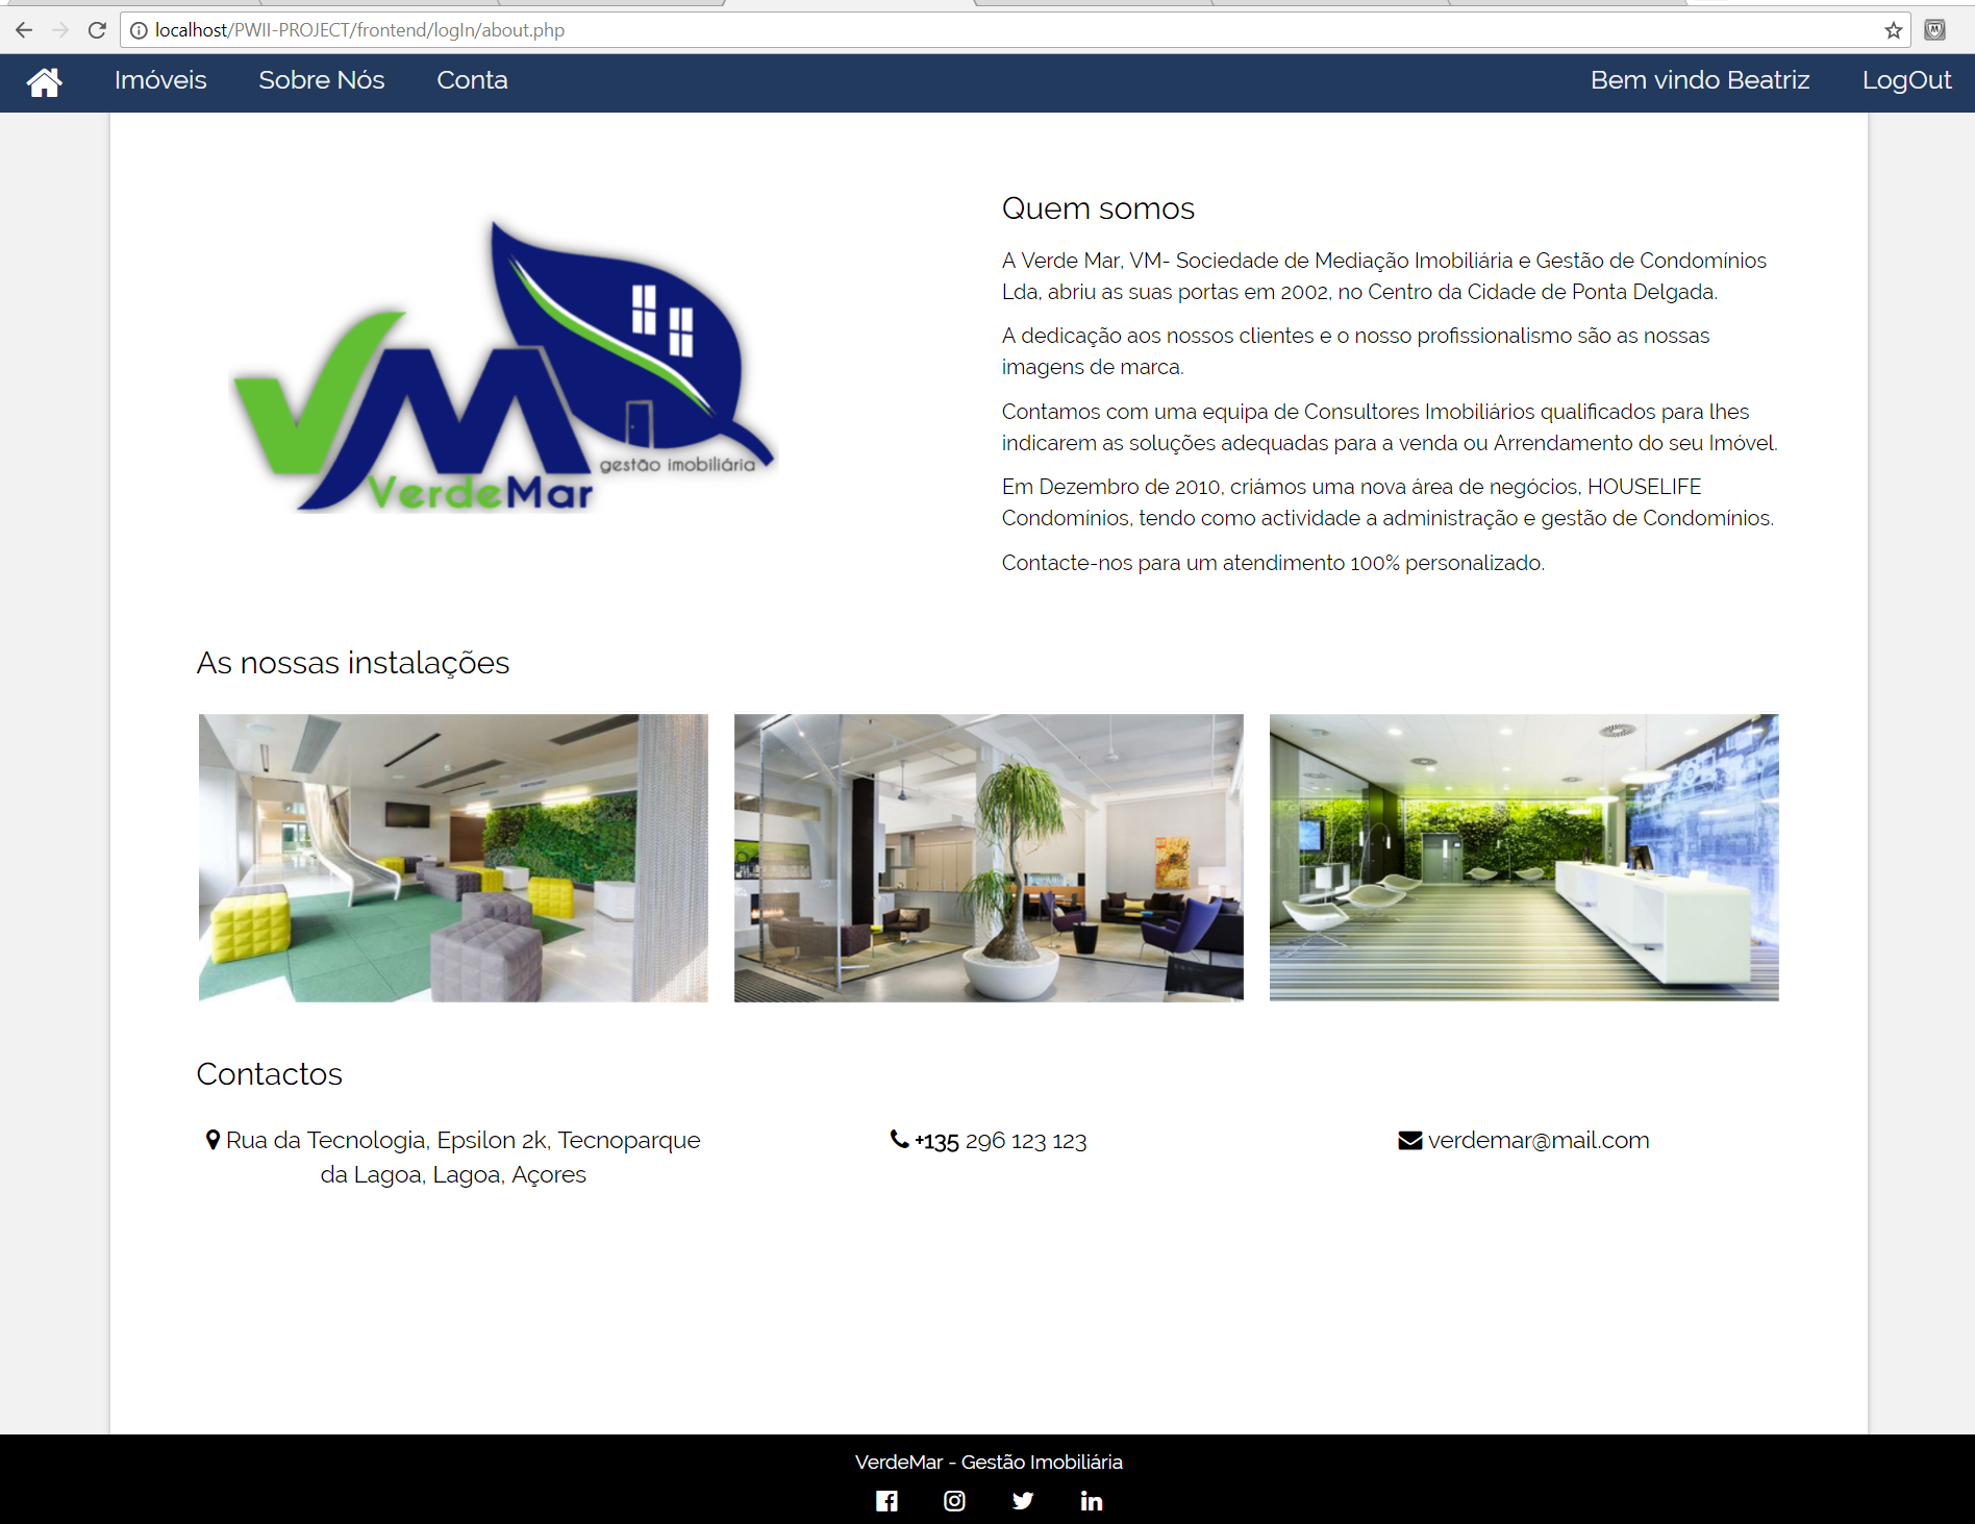 localhost/PWII-PROJECT/frontend/logIn/about.php
Imóveis Sobre Nós Conta Bem vindo Beatriz LogOut
VM
gestão imobiliária
VerdeMar
Quem somos
A Verde Mar, VM- Sociedade de Mediação Imobiliária e Gestão de Condomínios
Lda, abriu as suas portas em 2002, no Centro da Cidade de Ponta Delgada.
A dedicação aos nossos clientes e o nosso profissionalismo são as nossas
imagens de marca.
Contamos com uma equipa de Consultores Imobiliários qualificados para lhes
indicarem as soluções adequadas para a venda ou Arrendamento do seu Imóvel.
Em Dezembro de 2010, criámos uma nova área de negócios, HOUSELIFE
Condomínios, tendo como actividade a administração e gestão de Condomínios.
Contacte-nos para um atendimento 100% personalizado.
As nossas instalações
Contactos
Rua da Tecnologia, Epsilon 2k, Tecnoparque
da Lagoa, Lagoa, Açores
+135 296 123 123
verdemar@mail.com
VerdeMar - Gestão Imobiliária